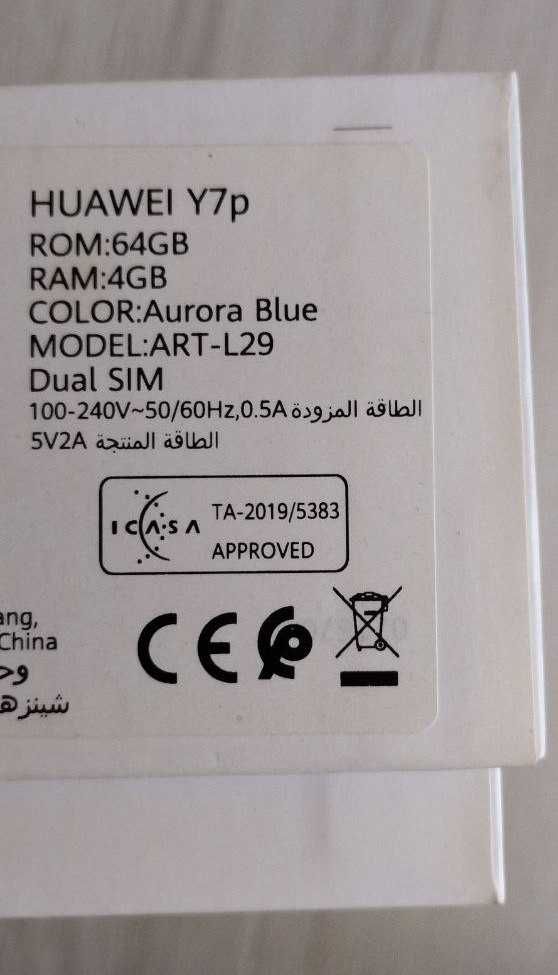 HUAWEI Y7p
ROM:64GB
RAM:4GB
COLOR:Aurora Blue
MODEL:ART-L29
Dual SIM
100-240V~50/60Hz,0.5A الطاقة المزودة
5V2A الطاقة المنتجة
ICASA TA-2019/5383
APPROVED
CE
China